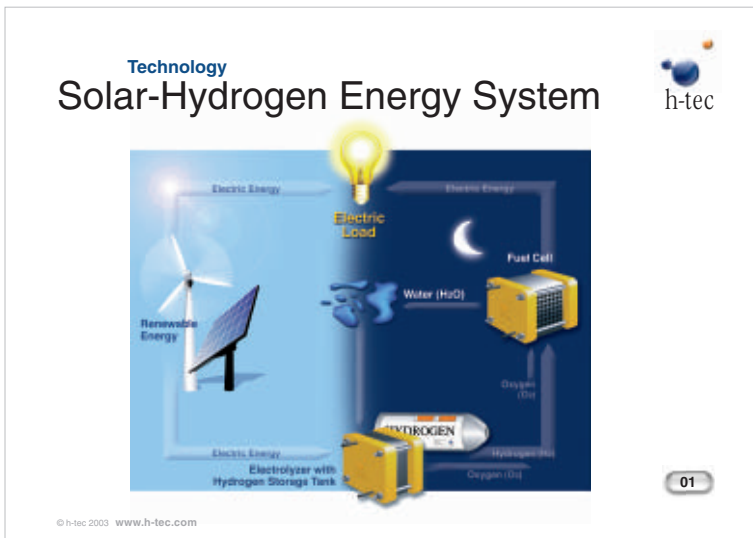 Technology
Solar-Hydrogen Energy System
h-tec
Electric Energy
Electric Energy
Electric
Load
Fuel Cell
Water (H2O)
Renewable
Energy
Oxygen
(O2)
HYDROGEN
Electric Energy
Hydrogen (H2)
Electrolyzer with
Hydrogen Storage Tank
Oxygen (O2)
01
© h-tec 2003 www.h-tec.com